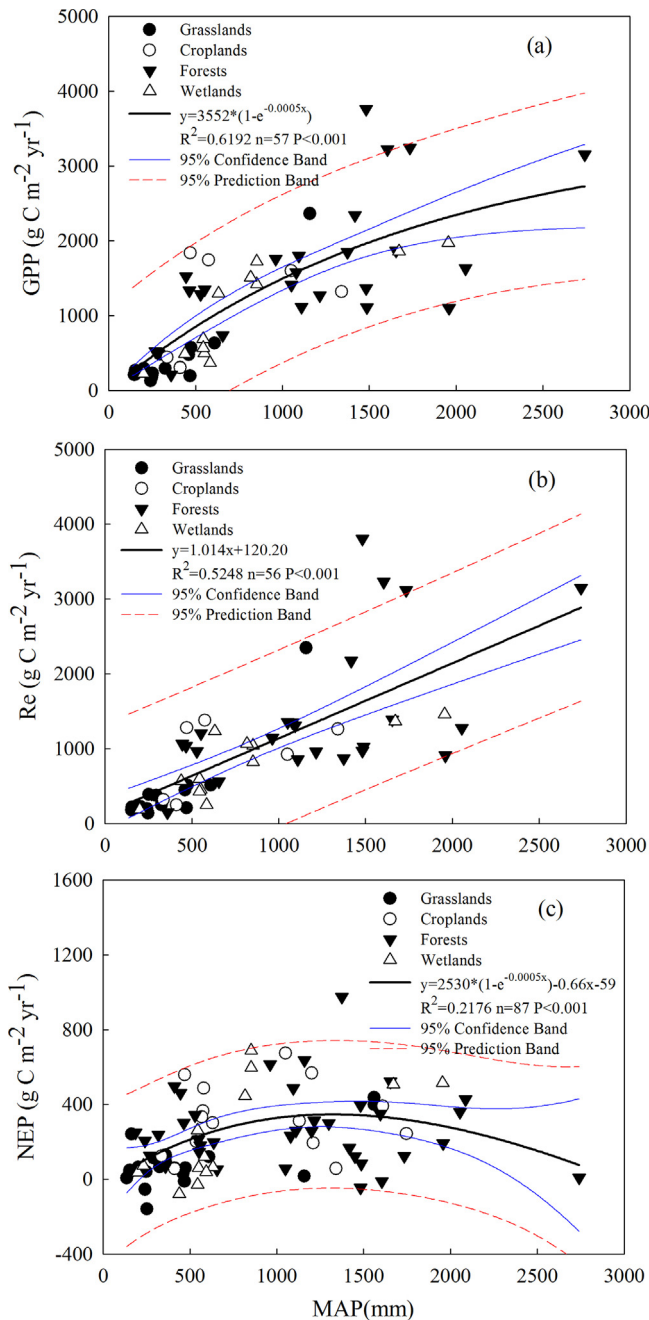 5000
4000
3000
2000
1000
0
GPP (g C m-2 yr-1)
(a)
Grasslands
Croplands
Forests
Wetlands
y=3552*(1-e-0.0005x)
R2=0.6192 n=57 P<0.001
95% Confidence Band
95% Prediction Band
0 500 1000 1500 2000 2500 3000
5000
4000
3000
2000
1000
0
Re (g C m-2 yr-1)
(b)
Grasslands
Croplands
Forests
Wetlands
y=1.014x+120.20
R2=0.5248 n=56 P<0.001
95% Confidence Band
95% Prediction Band
0 500 1000 1500 2000 2500 3000
1600
1200
800
400
0
-400
NEP (g C m-2 yr-1)
(c)
Grasslands
Croplands
Forests
Wetlands
y=2530*(1-e-0.0005x)-0.66x-59
R2=0.2176 n=87 P<0.001
95% Confidence Band
95% Prediction Band
0 500 1000 1500 2000 2500 3000
MAP(mm)